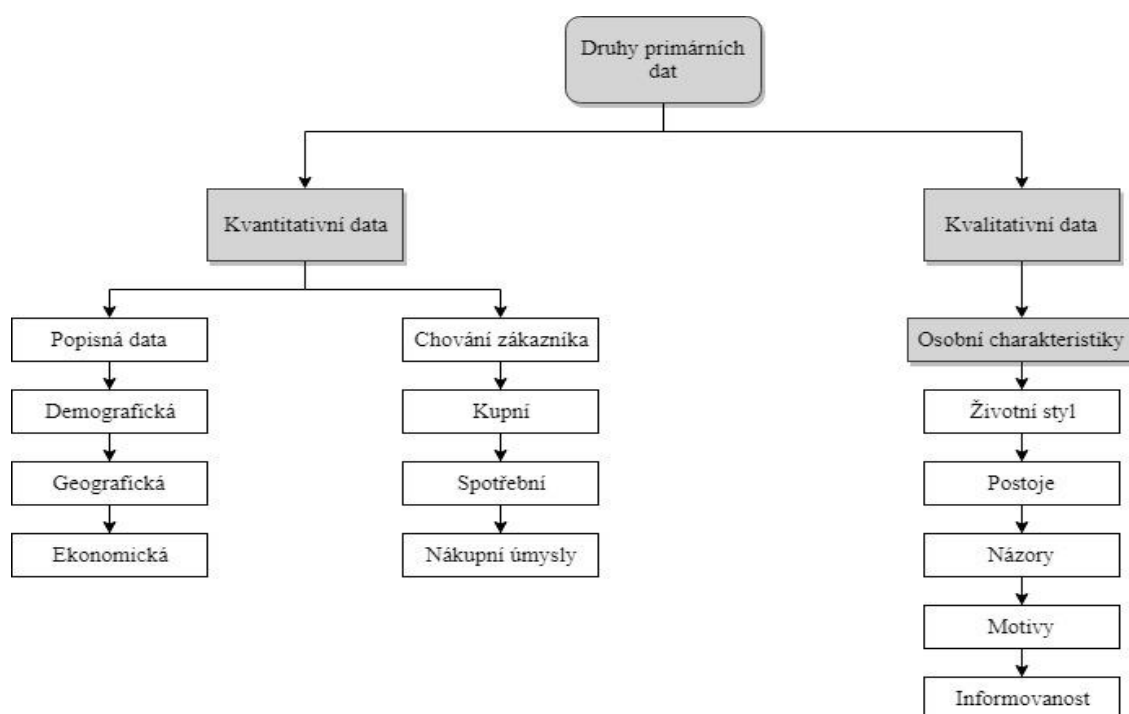 Druhy primárních
dat
Kvantitativní data
Kvalitativní data
Popisná data
Chování zákazníka
Osobní charakteristiky
Demografická
Kupní
Životní styl
Geografická
Spotřební
Postoje
Ekonomická
Nákupní úmysly
Názory
Motivy
Informovanost